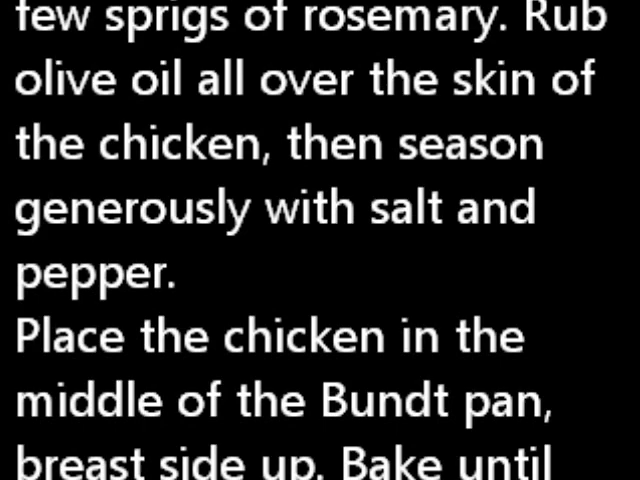 few sprigs of rosemary. Rub
olive oil all over the skin of
the chicken, then season
generously with salt and
pepper.
Place the chicken in the
middle of the Bundt pan,
breast side up. Bake until